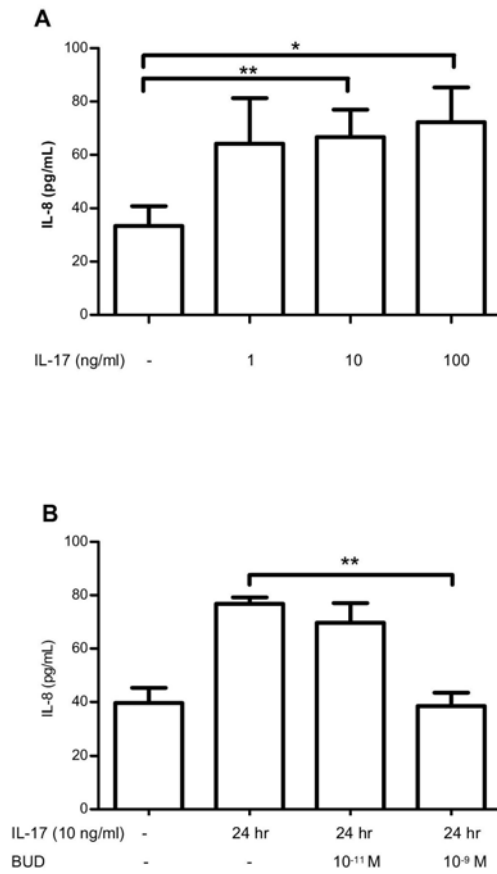 A
*
**
100
80
60
40
20
0
IL-8 (pg/mL)
IL-17 (ng/ml) - 1 10 100
B
**
100
80
60
40
20
0
IL-8 (pg/mL)
IL-17 (10 ng/ml) - 24 hr 24 hr 24 hr
BUD - - 10⁻¹¹ M 10⁻⁹ M